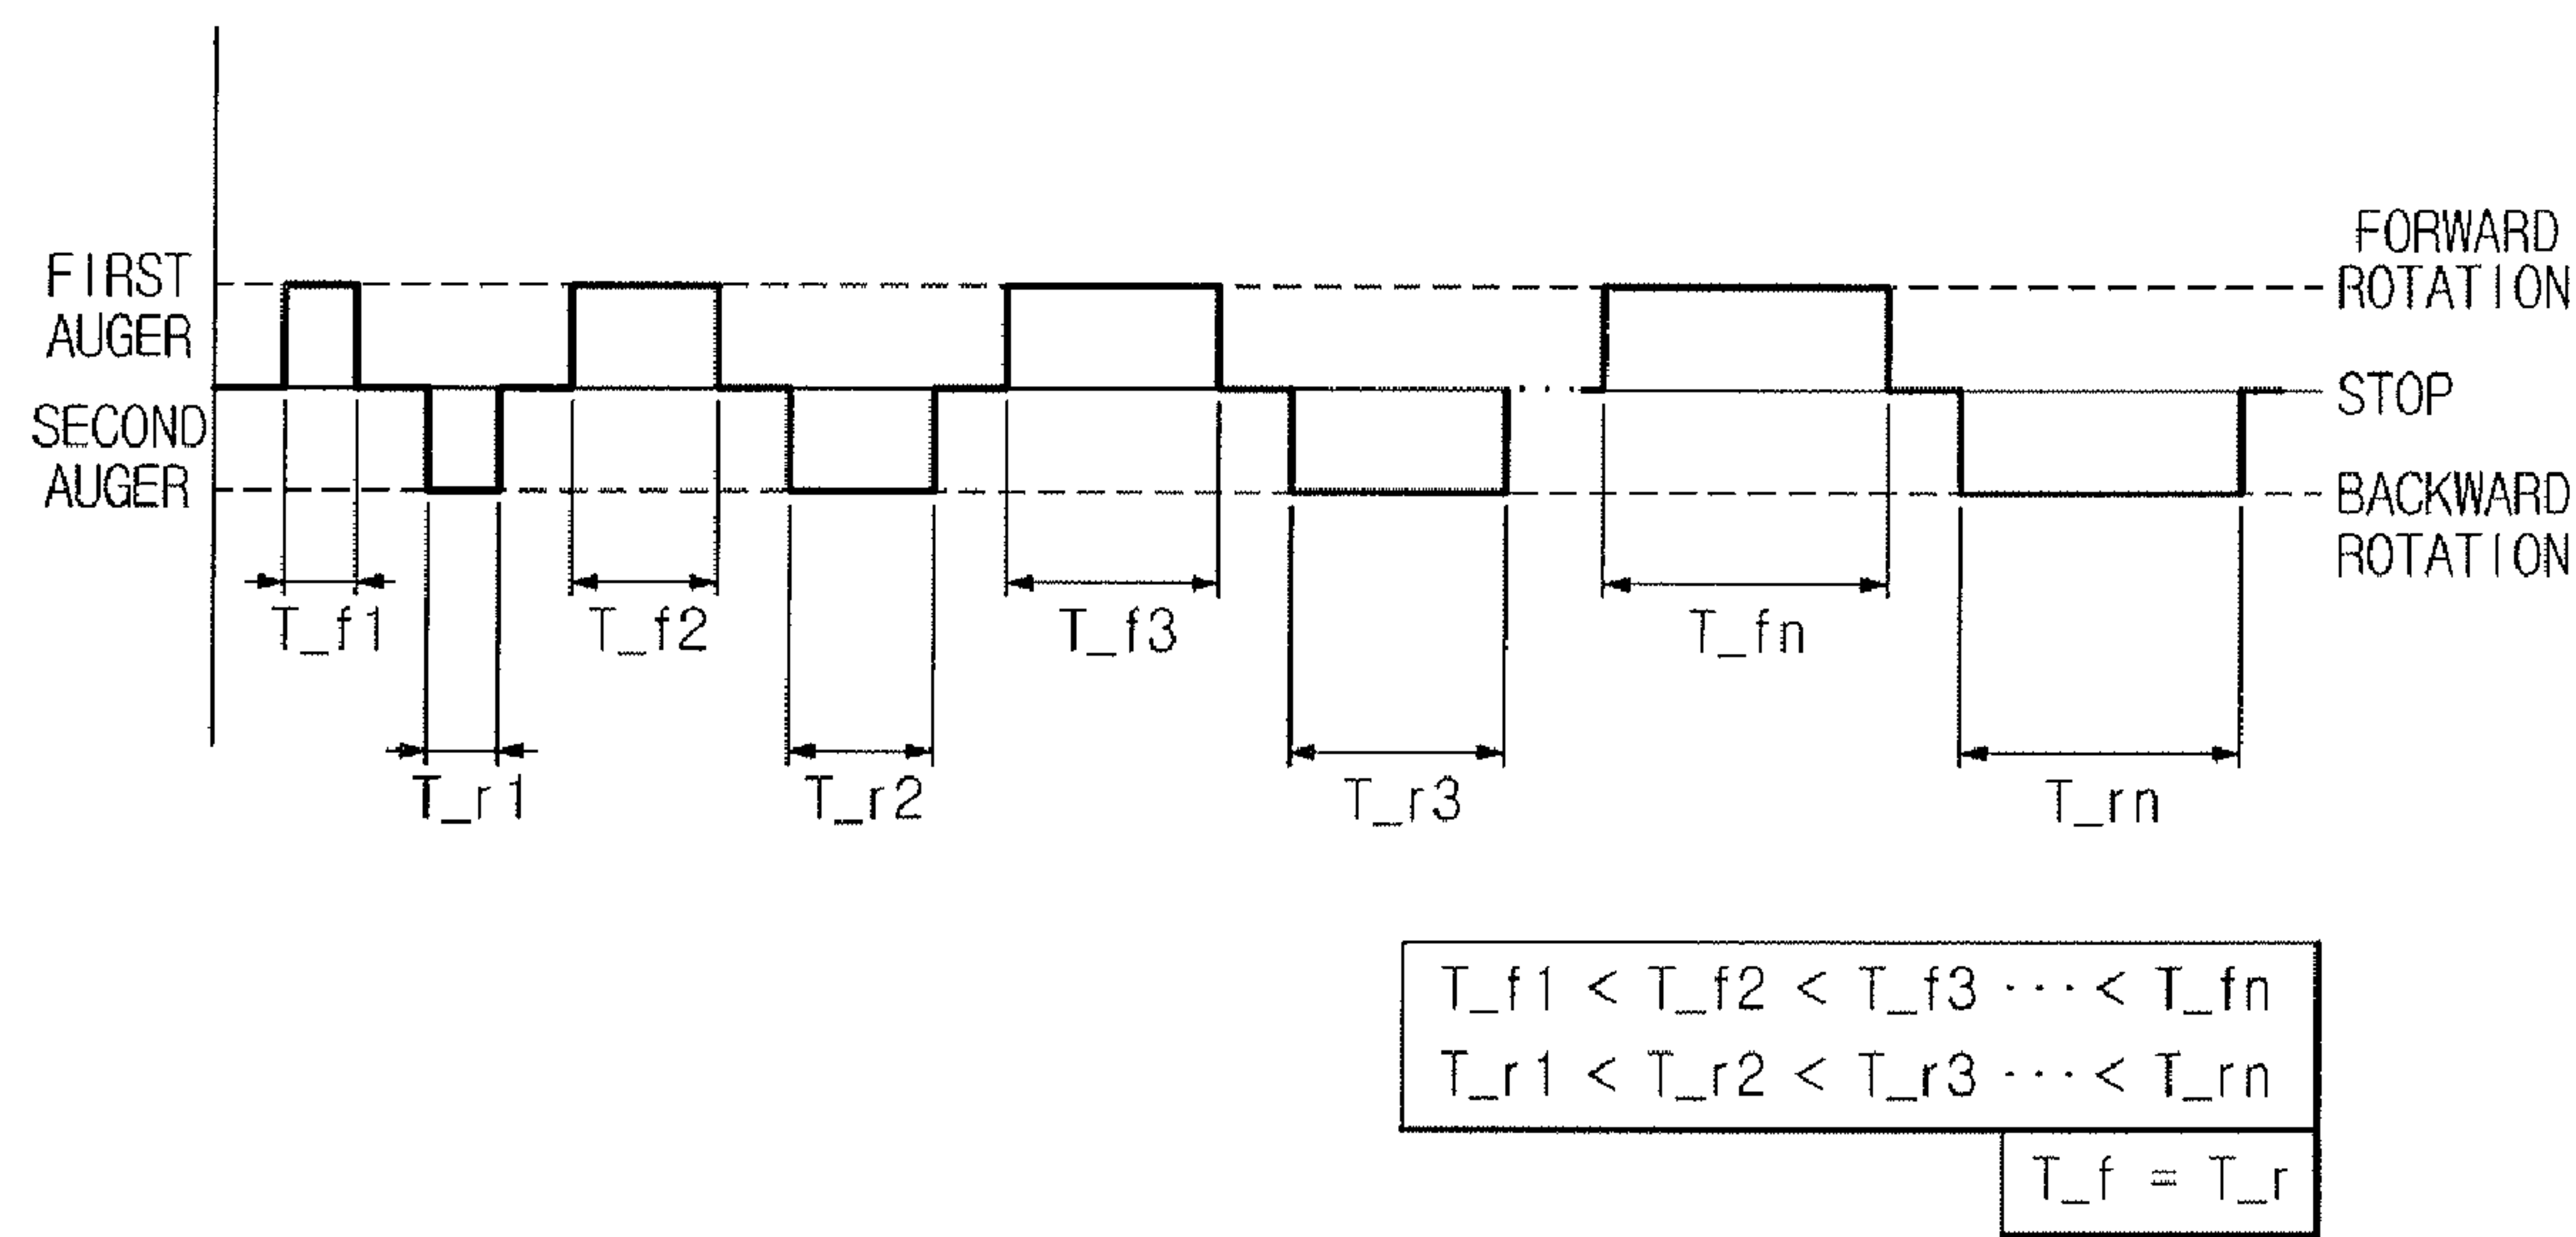 FIRST
AUGER
SECOND
AUGER
FORWARD
ROTATION
STOP
BACKWARD
ROTATION
T_f1
T_f2
T_f3
T_fn
T_r1
T_r2
T_r3
T_rn
T_f1 < T_f2 < T_f3 ··· < T_fn
T_r1 < T_r2 < T_r3 ··· < T_rn
T_f = T_r